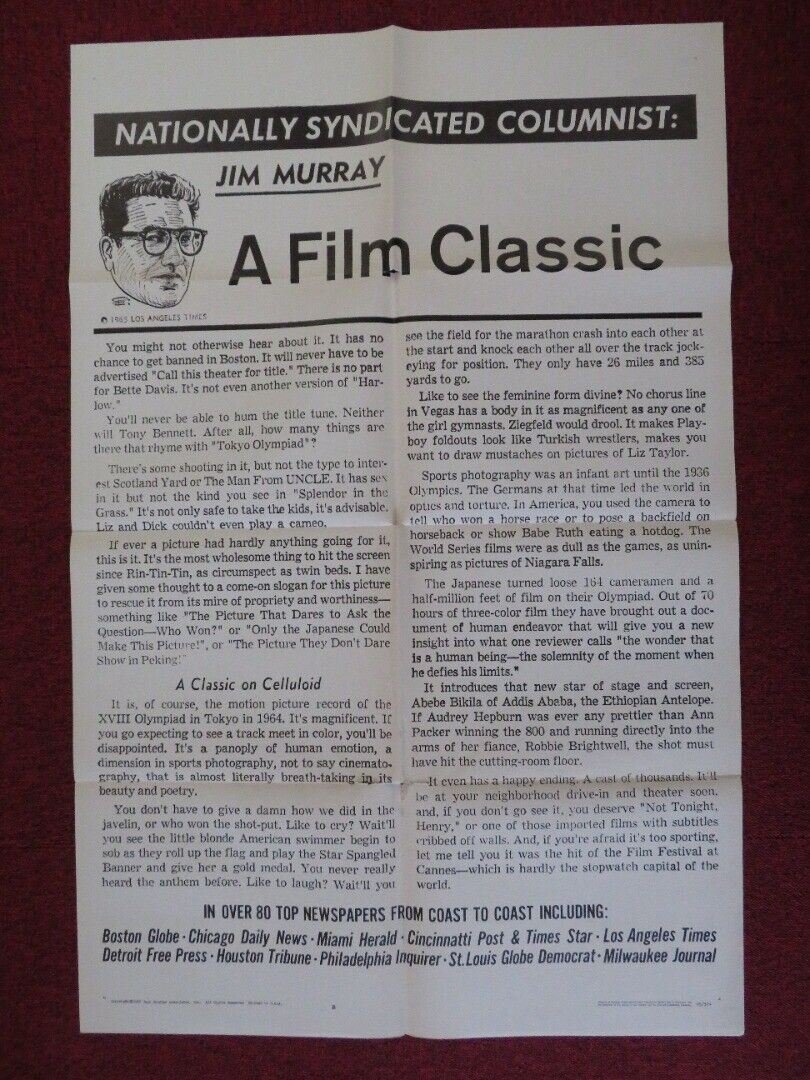 NATIONALLY SYNDICATED COLUMNIST:
JIM MURRAY
A Film Classic
© 1965 LOS ANGELES TIMES
You might not otherwise hear about it. It has no
chance to get banned in Boston. It will never have to be
advertised "Call this theater for title." There is no part
for Bette Davis. It's not even another version of "Har-
low."
You'll never be able to hum the title tune. Neither
will Tony Bennett. After all, how many things are
there that rhyme with "Tokyo Olympiad"?
There's some shooting in it, but not the type to inter-
est Scotland Yard or The Man From UNCLE. It has sex
in it but not the kind you see in "Splendor in the
Grass." It's not only safe to take the kids, it's advisable.
Liz and Dick couldn't even play a cameo.
If ever a picture had hardly anything going for it,
this is it. It's the most wholesome thing to hit the screen
since Rin-Tin-Tin, as circumspect as twin beds. I have
given some thought to a come-on slogan for this picture
to rescue it from its mire of propriety and worthiness—
something like "The Picture That Dares to Ask the
Question—Who Won?" or "Only the Japanese Could
Make This Picture!", or "The Picture They Don't Dare
Show in Peking!"
A Classic on Celluloid
It is, of course, the motion picture record of the
XVIII Olympiad in Tokyo in 1964. It's magnificent. If
you go expecting to see a track meet in color, you'll be
disappointed. It's a panoply of human emotion, a
dimension in sports photography, not to say cinemato-
graphy, that is almost literally breath-taking in its
beauty and poetry.
You don't have to give a damn how we did in the
javelin, or who won the shot-put. Like to cry? Wait'll
you see the little blonde American swimmer begin to
sob as they roll up the flag and play the Star Spangled
Banner and give her a gold medal. You never really
heard the anthem before. Like to laugh? Wait'll you
see the field for the marathon crash into each other at
the start and knock each other all over the track jock-
eying for position. They only have 26 miles and 385
yards to go.
Like to see the feminine form divine? No chorus line
in Vegas has a body in it as magnificent as any one of
the girl gymnasts. Ziegfeld would drool. It makes Play-
boy foldouts look like Turkish wrestlers, makes you
want to draw mustaches on pictures of Liz Taylor.
Sports photography was an infant art until the 1936
Olympics. The Germans at that time led the world in
optics and torture. In America, you used the camera to
tell who won a horse race or to pose a backfield on
horseback or show Babe Ruth eating a hotdog. The
World Series films were as dull as the games, as unin-
spiring as pictures of Niagara Falls.
The Japanese turned loose 164 cameramen and a
half-million feet of film on their Olympiad. Out of 70
hours of three-color film they have brought out a doc-
ument of human endeavor that will give you a new
insight into what one reviewer calls "the wonder that
is a human being—the solemnity of the moment when
he defies his limits."
It introduces that new star of stage and screen,
Abebe Bikila of Addis Ababa, the Ethiopian Antelope.
If Audrey Hepburn was ever any prettier than Ann
Packer winning the 800 and running directly into the
arms of her fiance, Robbie Brightwell, the shot must
have hit the cutting-room floor.
It even has a happy ending. A cast of thousands. It'll
be at your neighborhood drive-in and theater soon,
and, if you don't go see it, you deserve "Not Tonight,
Henry," or one of those imported films with subtitles
cribbed off walls. And, if you're afraid it's too sporting,
let me tell you it was the hit of the Film Festival at
Cannes—which is hardly the stopwatch capital of the
world.
IN OVER 80 TOP NEWSPAPERS FROM COAST TO COAST INCLUDING:
Boston Globe · Chicago Daily News · Miami Herald · Cincinnatti Post & Times Star · Los Angeles Times
Detroit Free Press · Houston Tribune · Philadelphia Inquirer · St. Louis Globe Democrat · Milwaukee Journal